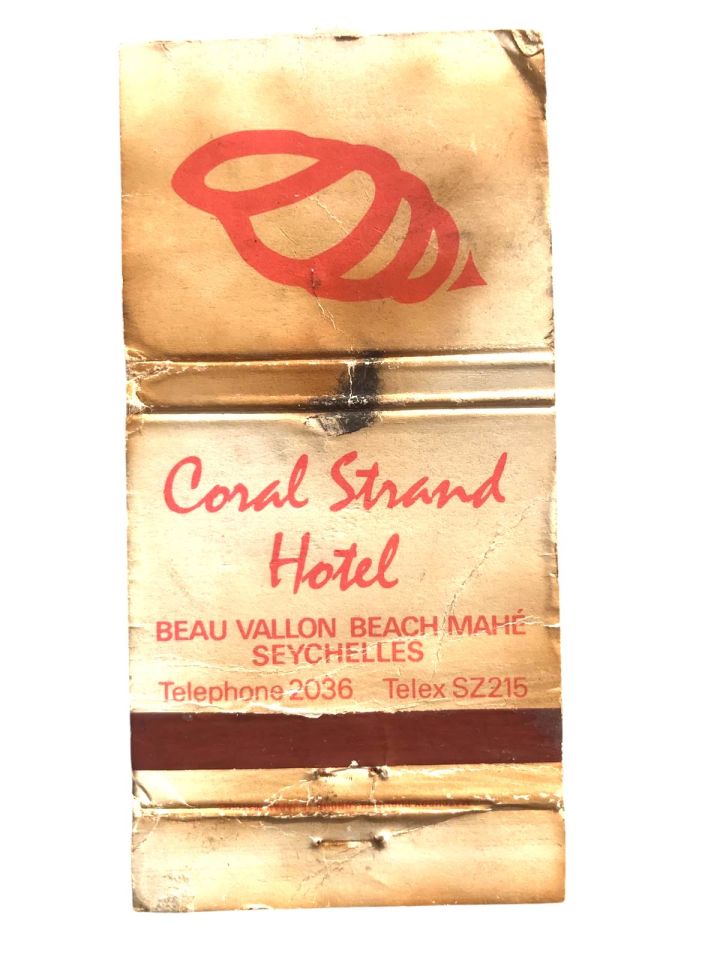 Coral Strand
Hotel
BEAU VALLON BEACH MAHÉ
SEYCHELLES
Telephone 2036 Telex SZ215